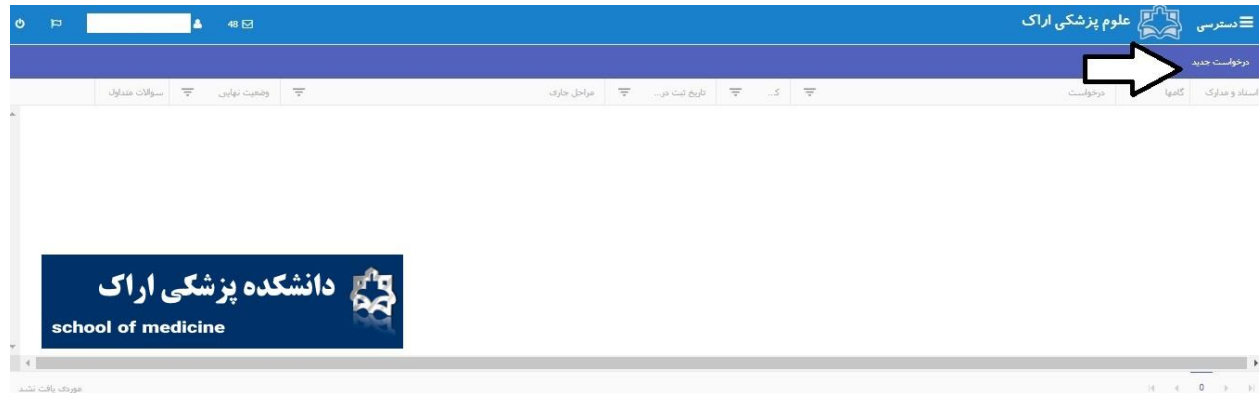 دسترسی علوم پزشکی اراک 48
درخواست جدید
اسناد و مدارک گامها درخواست ک... تاریخ ثبت در... مراحل جاری وضعیت نهایی سوالات متداول
دانشکده پزشکی اراک
school of medicine
0
موردی یافت نشد